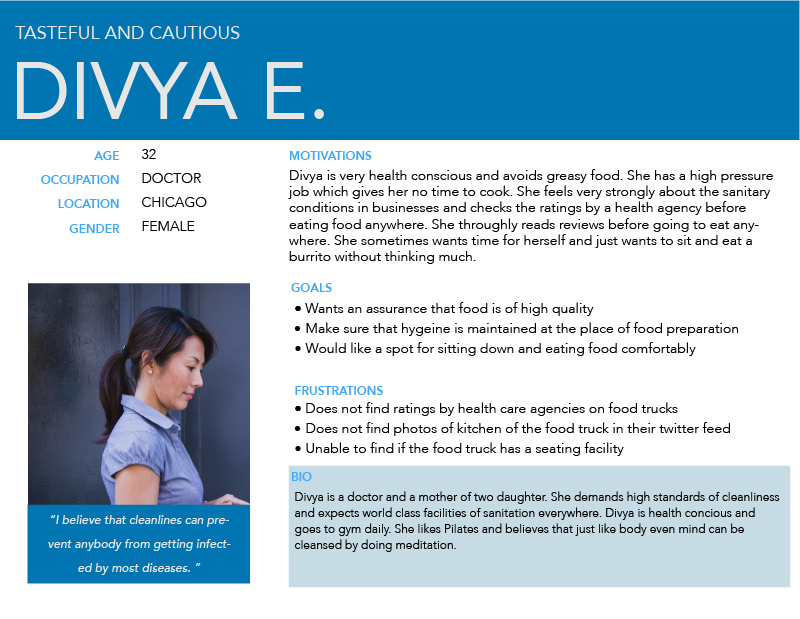 TASTEFUL AND CAUTIOUS
DIVYA E.
AGE 32
OCCUPATION DOCTOR
LOCATION CHICAGO
GENDER FEMALE
MOTIVATIONS
Divya is very health conscious and avoids greasy food. She has a high pressure
job which gives her no time to cook. She feels very strongly about the sanitary
conditions in businesses and checks the ratings by a health agency before
eating food anywhere. She throughly reads reviews before going to eat any-
where. She sometimes wants time for herself and just wants to sit and eat a
burrito without thinking much.
GOALS
• Wants an assurance that food is of high quality
• Make sure that hygeine is maintained at the place of food preparation
• Would like a spot for sitting down and eating food comfortably
FRUSTRATIONS
• Does not find ratings by health care agencies on food trucks
• Does not find photos of kitchen of the food truck in their twitter feed
• Unable to find if the food truck has a seating facility
BIO
Divya is a doctor and a mother of two daughter. She demands high standards of cleanliness
and expects world class facilities of sanitation everywhere. Divya is health concious and
goes to gym daily. She likes Pilates and believes that just like body even mind can be
cleansed by doing meditation.
“I believe that cleanlines can pre-
vent anybody from getting infect-
ed by most diseases. ”